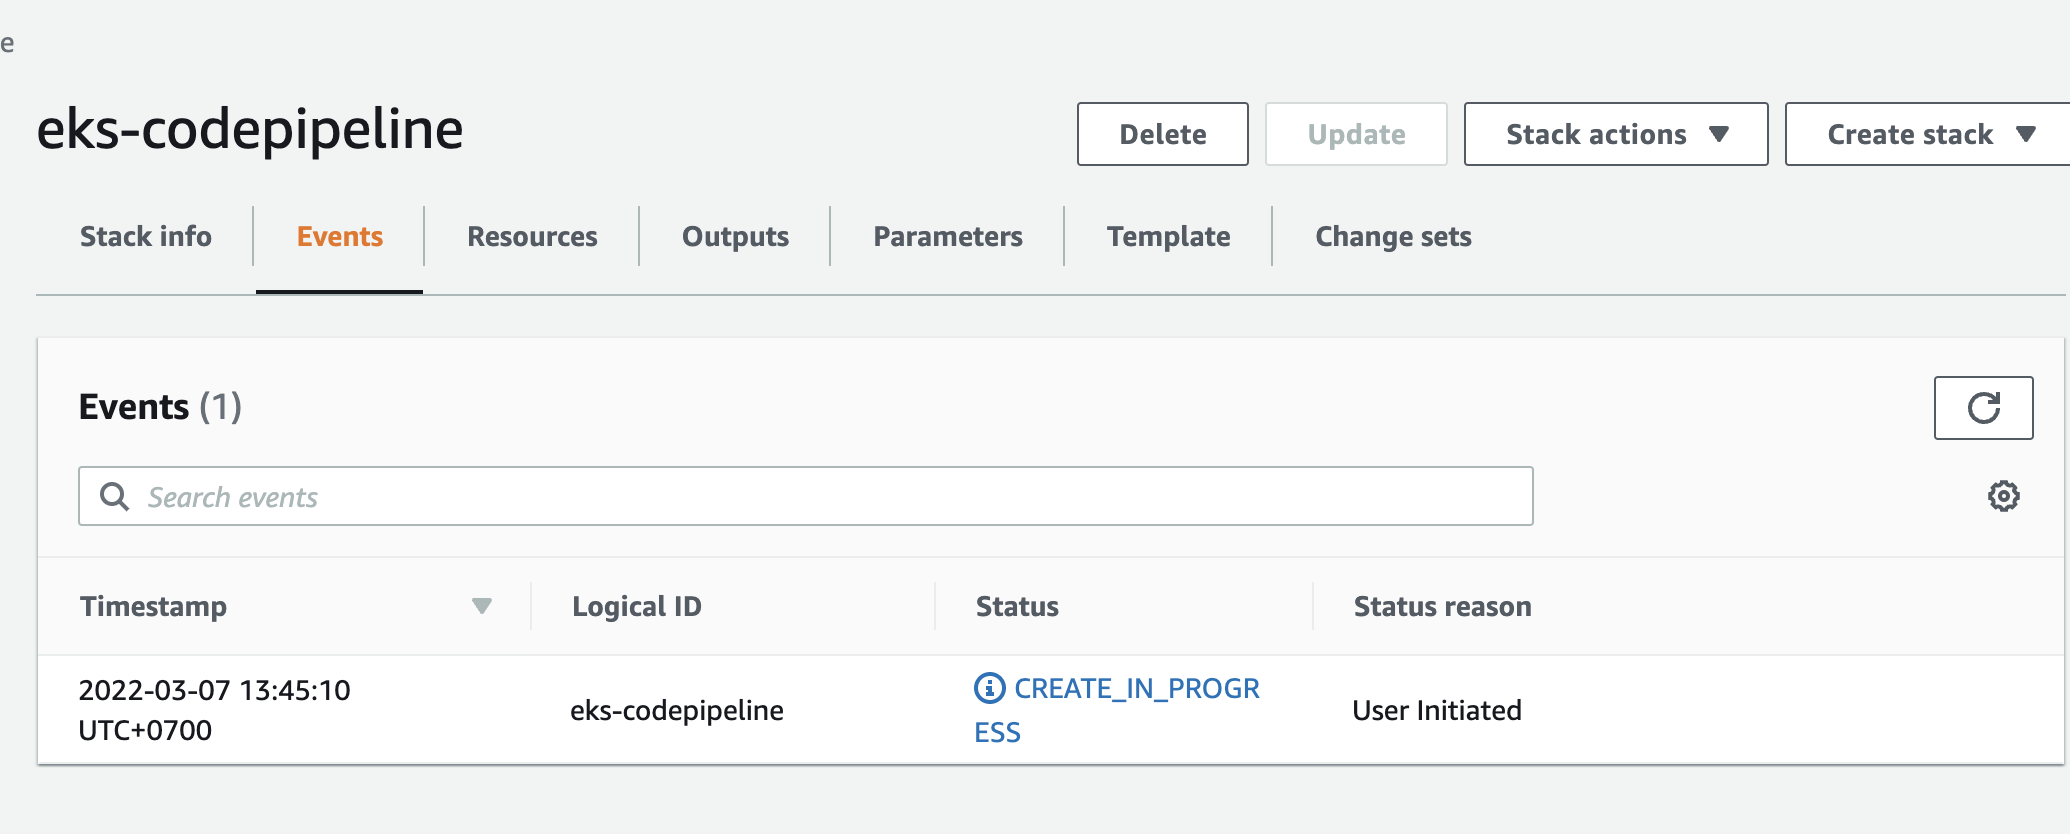 e
eks-codepipeline
Delete
Update
Stack actions
Create stack
Stack info
Events
Resources
Outputs
Parameters
Template
Change sets
Events (1)
Search events
Timestamp
Logical ID
Status
Status reason
2022-03-07 13:45:10
UTC+0700
eks-codepipeline
CREATE_IN_PROGR
ESS
User Initiated